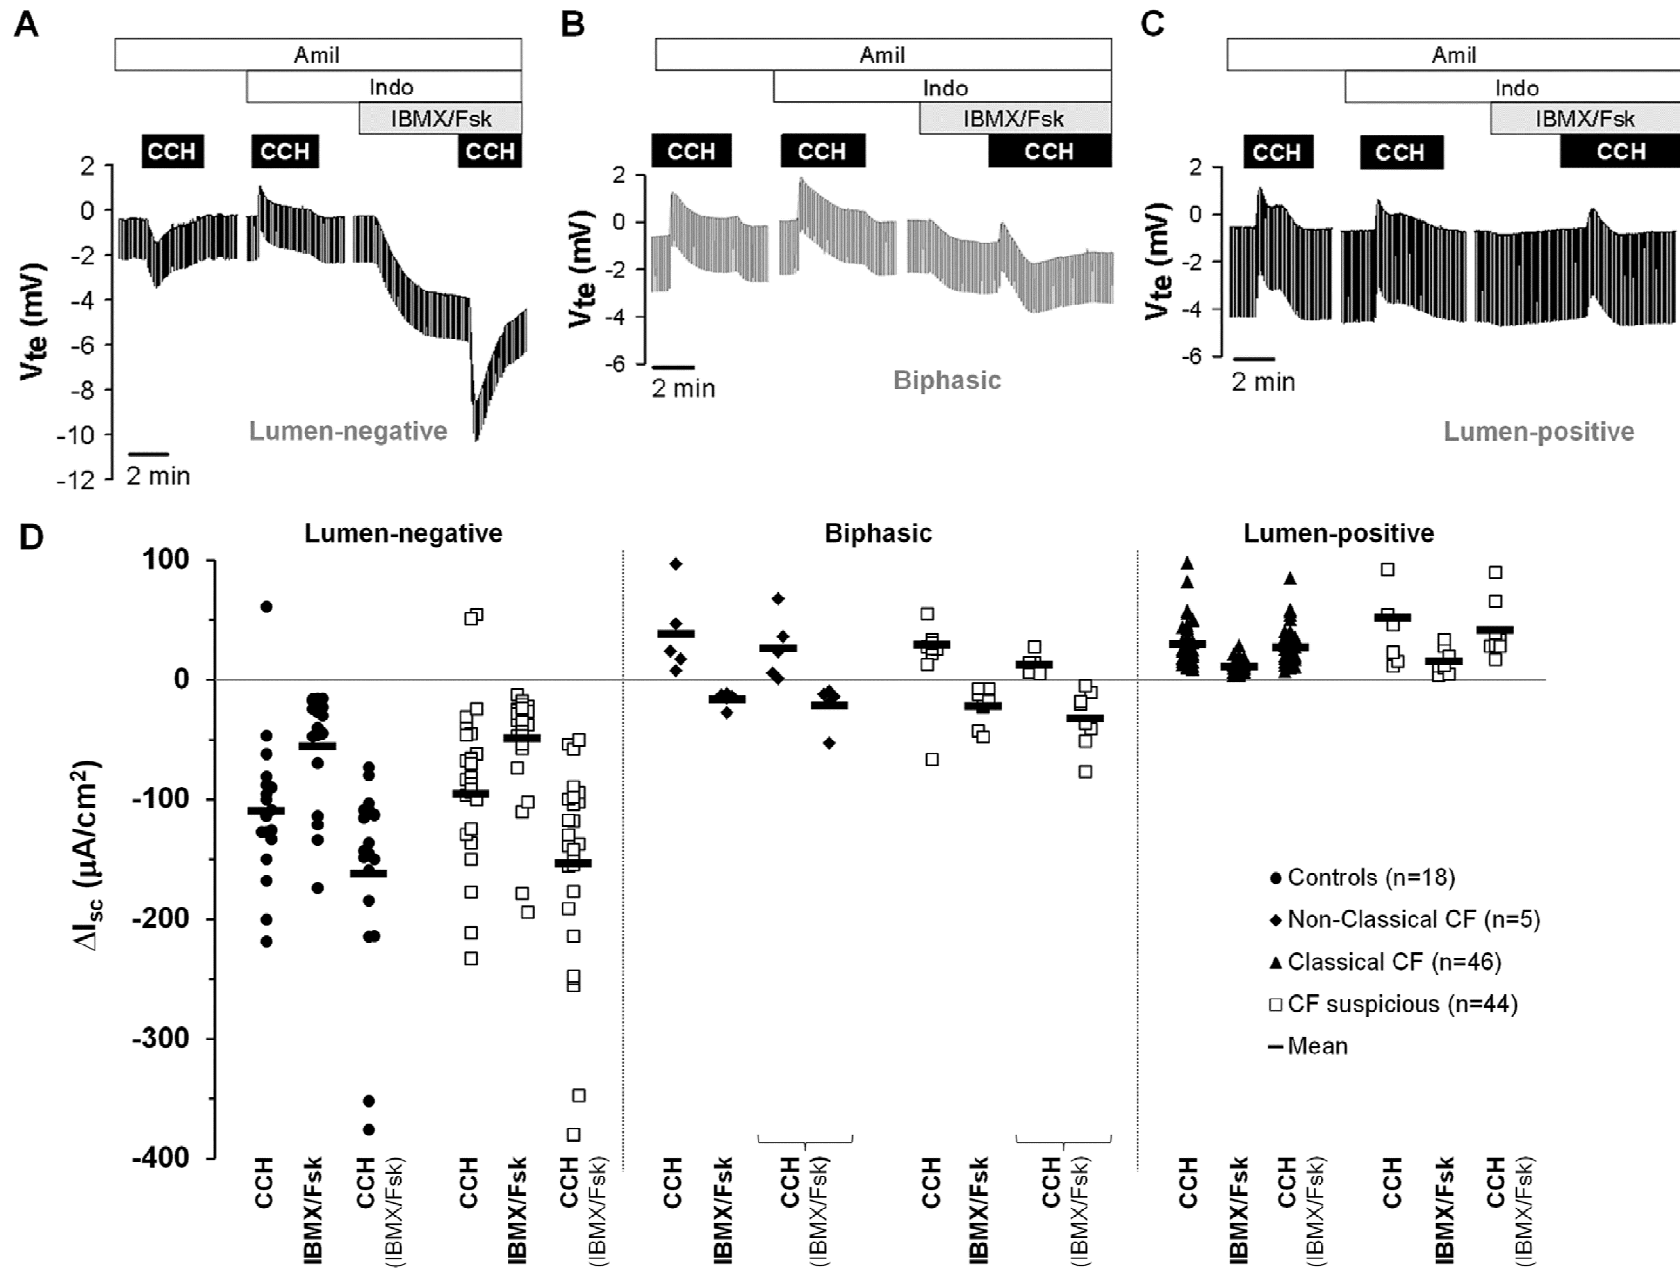 A
Amil
Indo
IBMX/Fsk
CCH
CCH
CCH
2
0
-2
-4
-6
-8
-10
-12
Vte (mV)
2 min
Lumen-negative
B
Amil
Indo
IBMX/Fsk
CCH
CCH
CCH
2
0
-2
-4
-6
Vte (mV)
2 min
Biphasic
C
Amil
Indo
IBMX/Fsk
CCH
CCH
CCH
2
0
-2
-4
-6
Vte (mV)
2 min
Lumen-positive
D
Lumen-negative
Biphasic
Lumen-positive
100
0
-100
-200
-300
-400
ΔIsc (µA/cm²)
Controls (n=18)
Non-Classical CF (n=5)
Classical CF (n=46)
CF suspicious (n=44)
Mean
CCH
IBMX/Fsk
CCH
(IBMX/Fsk)
CCH
IBMX/Fsk
CCH
(IBMX/Fsk)
CCH
IBMX/Fsk
CCH
(IBMX/Fsk)
CCH
IBMX/Fsk
CCH
(IBMX/Fsk)
CCH
IBMX/Fsk
CCH
(IBMX/Fsk)
CCH
IBMX/Fsk
CCH
(IBMX/Fsk)